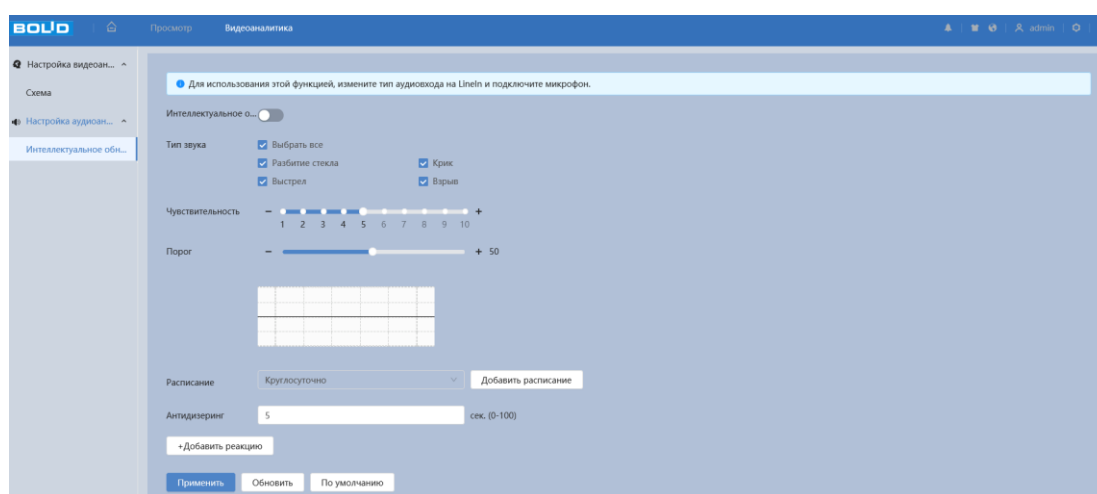 BOLID Просмотр Видеоаналитика admin
Настройка видеоан...
Схема
Настройка аудиоан...
Интеллектуальное обн...
Для использования этой функцией, измените тип аудиовхода на LineIn и подключите микрофон.
Интеллектуальное о...
Тип звука Выбрать все
Разбитие стекла Крик
Выстрел Взрыв
Чувствительность − +
1 2 3 4 5 6 7 8 9 10
Порог − + 50
Расписание Круглосуточно Добавить расписание
Антидизеринг 5 сек. (0-100)
+Добавить реакцию
Применить Обновить По умолчанию